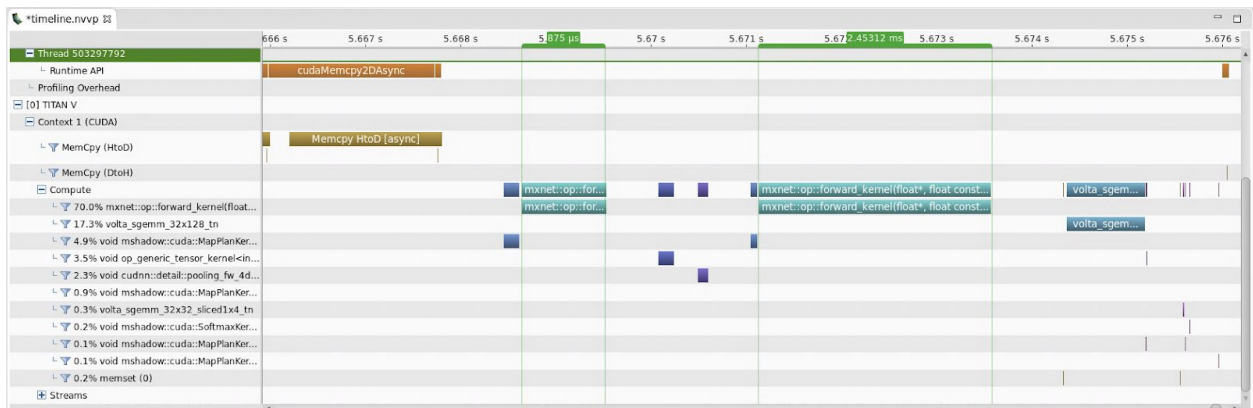 *timeline.nvvp
666 s 5.667 s 5.668 s 5.875 µs 5.67 s 5.671 s 5.672.45312 ms 5.673 s 5.674 s 5.675 s 5.676 s
Thread 503297792
Runtime API cudaMemcpy2DAsync
Profiling Overhead
[0] TITAN V
Context 1 (CUDA)
MemCpy (HtoD) Memcpy HtoD [async]
MemCpy (DtoH)
Compute mxnet::op::for... mxnet::op::forward_kernel(float*, float const... volta_sgem...
70.0% mxnet::op::forward_kernel(float... mxnet::op::for... mxnet::op::forward_kernel(float*, float const...
17.3% volta_sgemm_32x128_tn volta_sgem...
4.9% void mshadow::cuda::MapPlanKer...
3.5% void op_generic_tensor_kernel<in...
2.3% void cudnn::detail::pooling_fw_4d...
0.9% void mshadow::cuda::MapPlanKer...
0.3% volta_sgemm_32x32_sliced1x4_tn
0.2% void mshadow::cuda::SoftmaxKer...
0.1% void mshadow::cuda::MapPlanKer...
0.1% void mshadow::cuda::MapPlanKer...
0.2% memset (0)
Streams